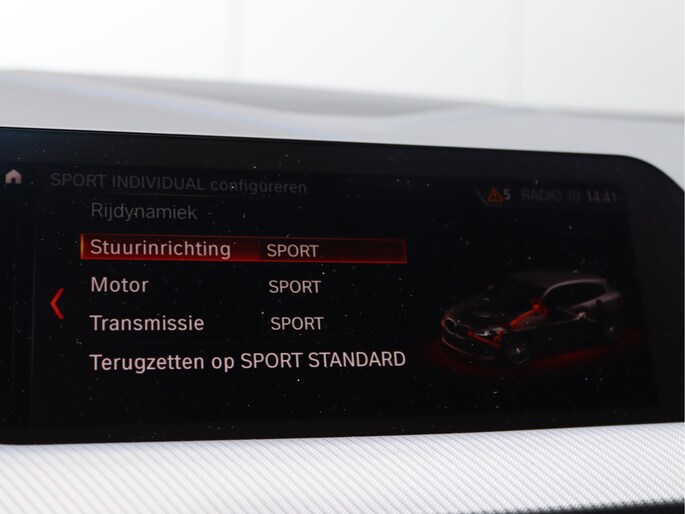 SPORT INDIVIDUAL configureren
5 RADIO 10 14:41
Rijdynamiek
Stuurinrichting SPORT
Motor SPORT
Transmissie SPORT
Terugzetten op SPORT STANDARD